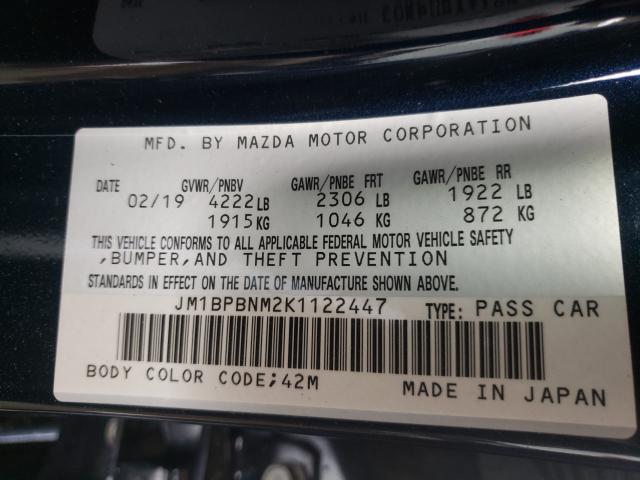 MFD. BY MAZDA MOTOR CORPORATION
DATE GVWR/PNBV GAWR/PNBE FRT GAWR/PNBE RR
02/19 4222LB 2306 LB 1922 LB
1915KG 1046 KG 872 KG
THIS VEHICLE CONFORMS TO ALL APPLICABLE FEDERAL MOTOR VEHICLE SAFETY
,BUMPER,AND THEFT PREVENTION
STANDARDS IN EFFECT ON THE DATE OF MANUFACTURE SHOWN ABOVE.
JM1BPBNM2K1122447 TYPE: PASS CAR
BODY COLOR CODE;42M MADE IN JAPAN